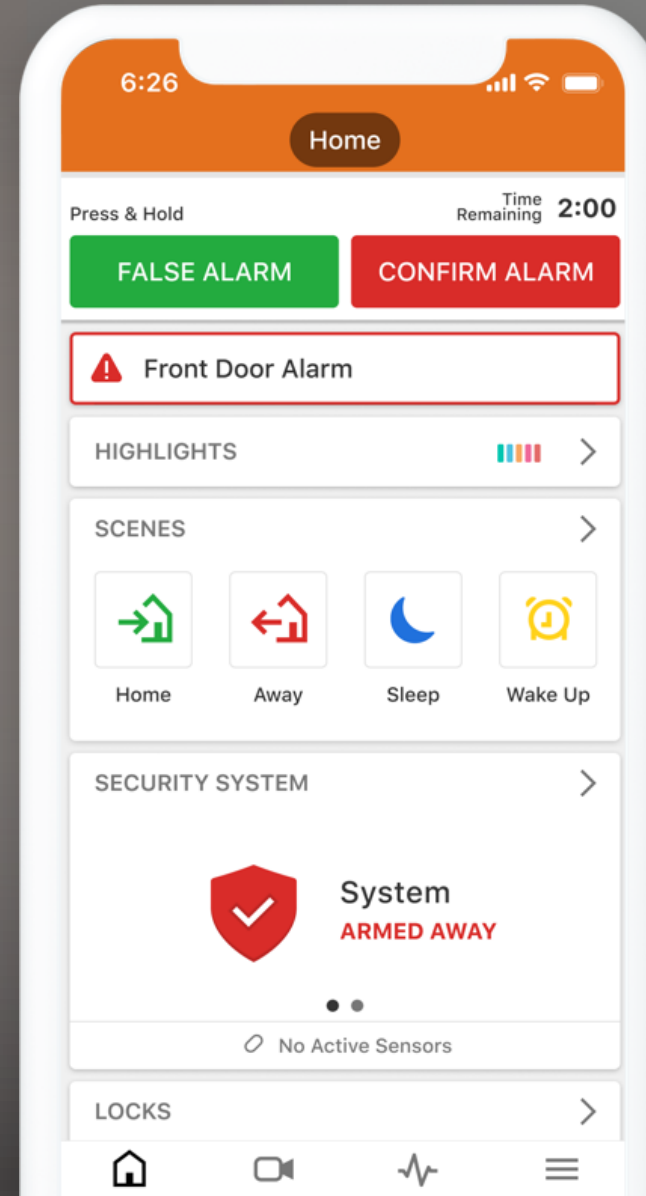 6:26
Home
Press & Hold
Time Remaining 2:00
FALSE ALARM
CONFIRM ALARM
Front Door Alarm
HIGHLIGHTS
SCENES
Home
Away
Sleep
Wake Up
SECURITY SYSTEM
System
ARMED AWAY
No Active Sensors
LOCKS